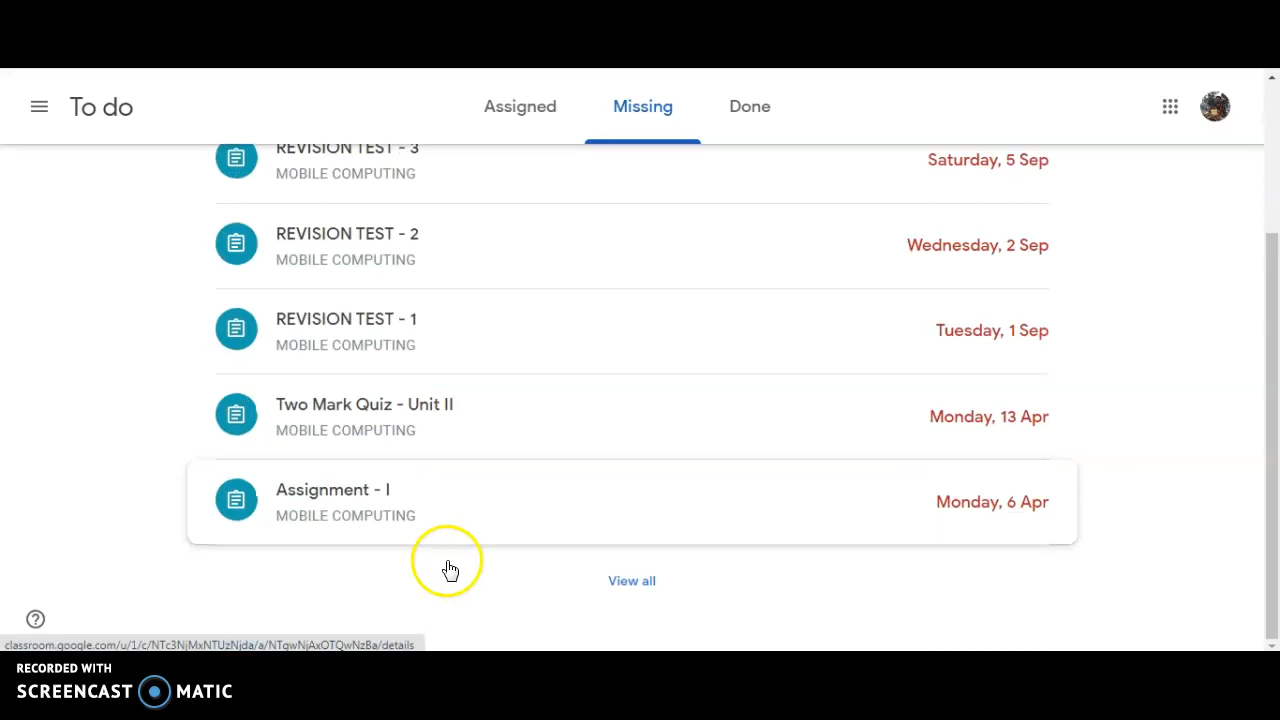 To do
Assigned
Missing
Done
REVISION TEST - 3
MOBILE COMPUTING
Saturday, 5 Sep
REVISION TEST - 2
MOBILE COMPUTING
Wednesday, 2 Sep
REVISION TEST - 1
MOBILE COMPUTING
Tuesday, 1 Sep
Two Mark Quiz - Unit II
MOBILE COMPUTING
Monday, 13 Apr
Assignment - I
MOBILE COMPUTING
Monday, 6 Apr
View all
classroom.google.com/u/1/c/NTc3NjMxNTUzNjda/a/NTgwNjAxOTQwNzBa/details
RECORDED WITH
SCREENCAST MATIC